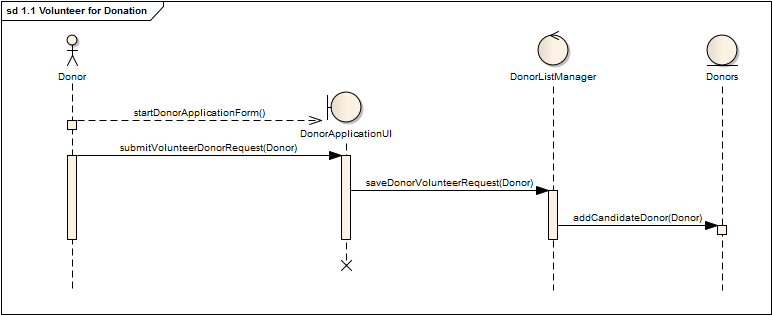 sd 1.1 Volunteer for Donation
Donor
DonorListManager
Donors
startDonorApplicationForm()
DonorApplicationUI
submitVolunteerDonorRequest(Donor)
saveDonorVolunteerRequest(Donor)
addCandidateDonor(Donor)